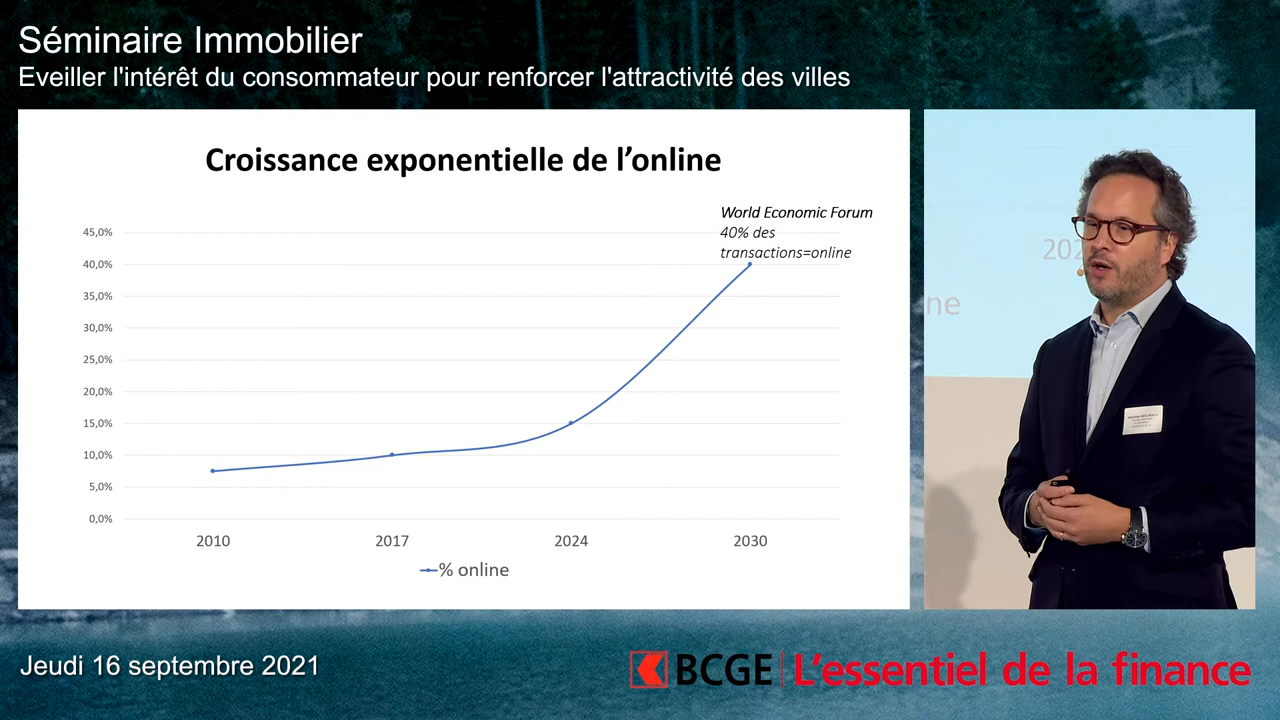 Séminaire Immobilier
Eveiller l'intérêt du consommateur pour renforcer l'attractivité des villes
Croissance exponentielle de l’online
World Economic Forum
40% des
transactions=online
45,0%
40,0%
35,0%
30,0%
25,0%
20,0%
15,0%
10,0%
5,0%
0,0%
2010 2017 2024 2030
% online
202
ne
Jeudi 16 septembre 2021
BCGE L’essentiel de la finance